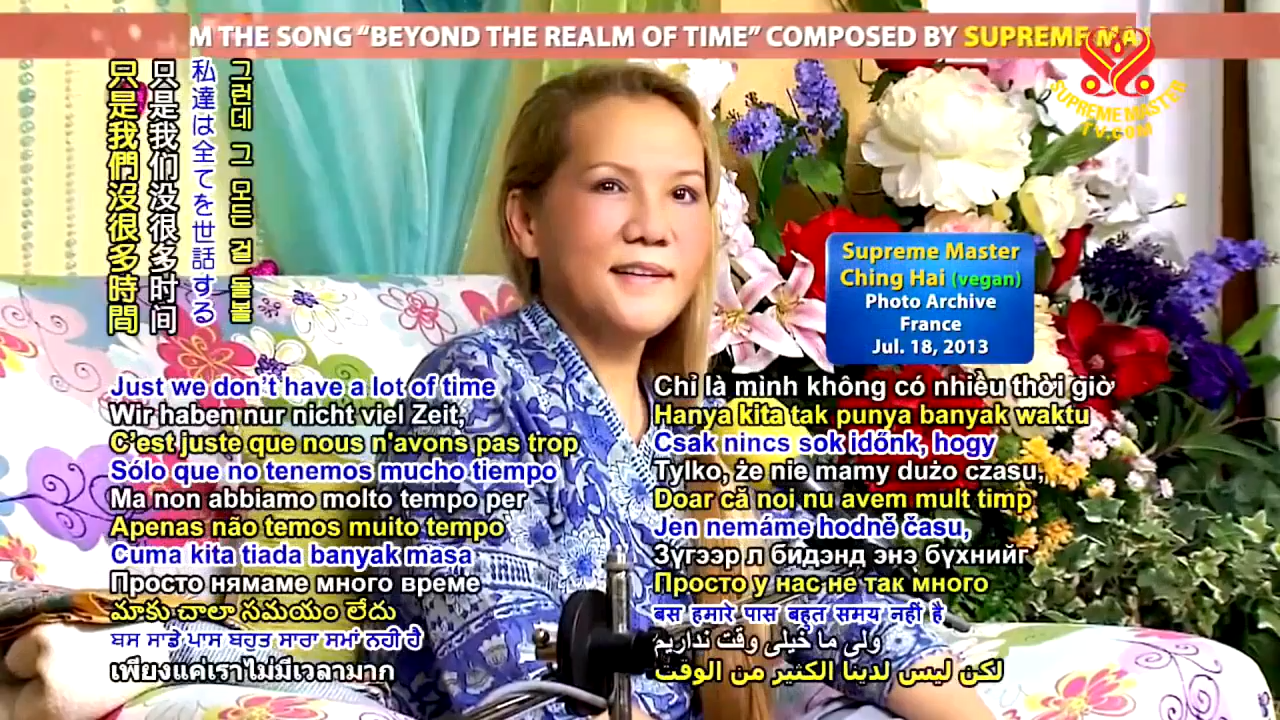 M THE SONG “BEYOND THE REALM OF TIME” COMPOSED BY SUPREME MA
SUPREME MASTER
TV.COM
只是我們沒很多時間
只是我们没很多时间
私達は全てを世話する
그런데 그 모든 걸 돌볼
Supreme Master
Ching Hai (vegan)
Photo Archive
France
Jul. 18, 2013
Just we don’t have a lot of time
Wir haben nur nicht viel Zeit,
C’est juste que nous n'avons pas trop
Sólo que no tenemos mucho tiempo
Ma non abbiamo molto tempo per
Apenas não temos muito tempo
Cuma kita tiada banyak masa
Просто нямаме много време
మాకు చాలా సమయం లేదు
ਬਸ ਸਾਡੇ ਪਾਸ ਬਹੁਤ ਸਾਰਾ ਸਮਾਂ ਨਹੀ ਹੈ
เพียงแค่เราไม่มีเวลามาก
Chỉ là mình không có nhiều thời giờ
Hanya kita tak punya banyak waktu
Csak nincs sok időnk, hogy
Tylko, że nie mamy dużo czasu,
Doar că noi nu avem mult timp
Jen nemáme hodně času,
Зүгээр л бидэнд энэ бүхнийг
Просто у нас не так много
बस हमारे पास बहुत समय नहीं है
ولی ما خیلی وقت نداریم
لكن ليس لدينا الكثير من الوقت